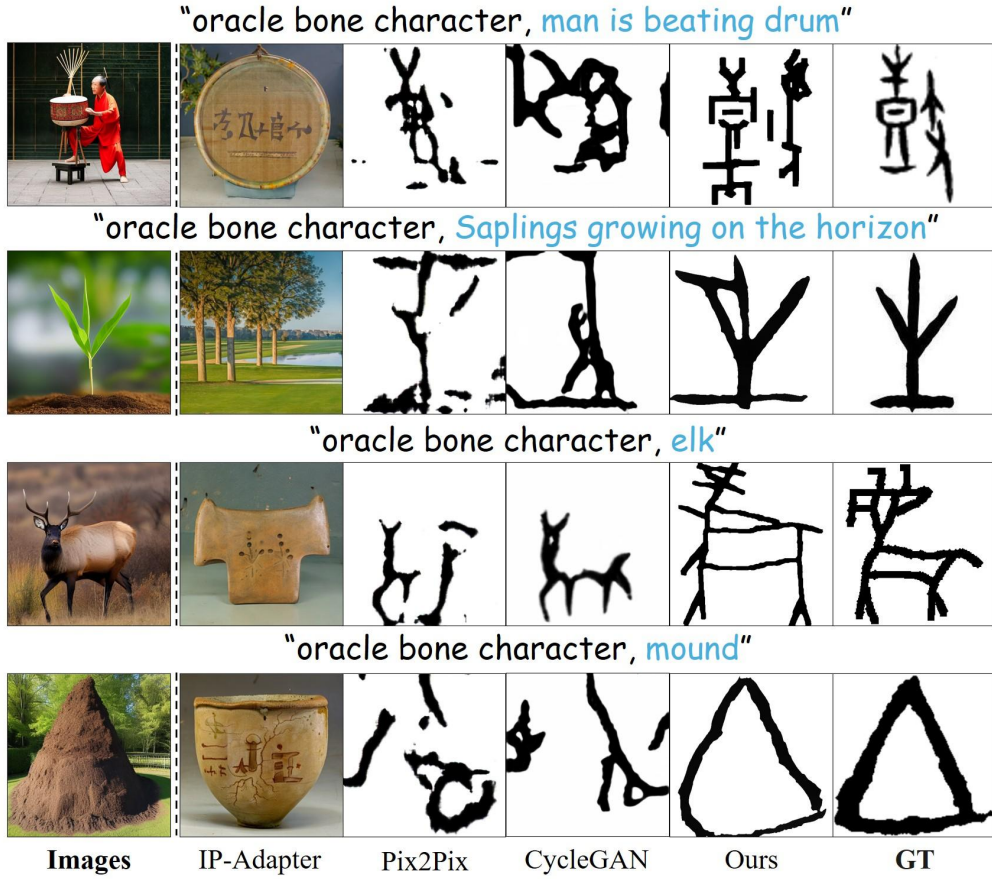 "oracle bone character, man is beating drum"
"oracle bone character, Saplings growing on the horizon"
"oracle bone character, elk"
"oracle bone character, mound"
Images IP-Adapter Pix2Pix CycleGAN Ours GT